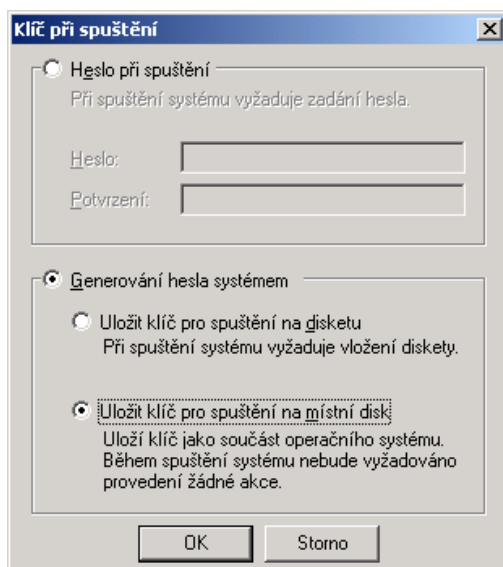 Klíč při spuštění
Heslo při spuštění
Při spuštění systému vyžaduje zadání hesla.
Heslo:
Potvrzení:
Generování hesla systémem
Uložit klíč pro spuštění na disketu
Při spuštění systému vyžaduje vložení diskety.
Uložit klíč pro spuštění na místní disk
Uloží klíč jako součást operačního systému.
Během spuštění systému nebude vyžadováno
provedení žádné akce.
OK
Storno